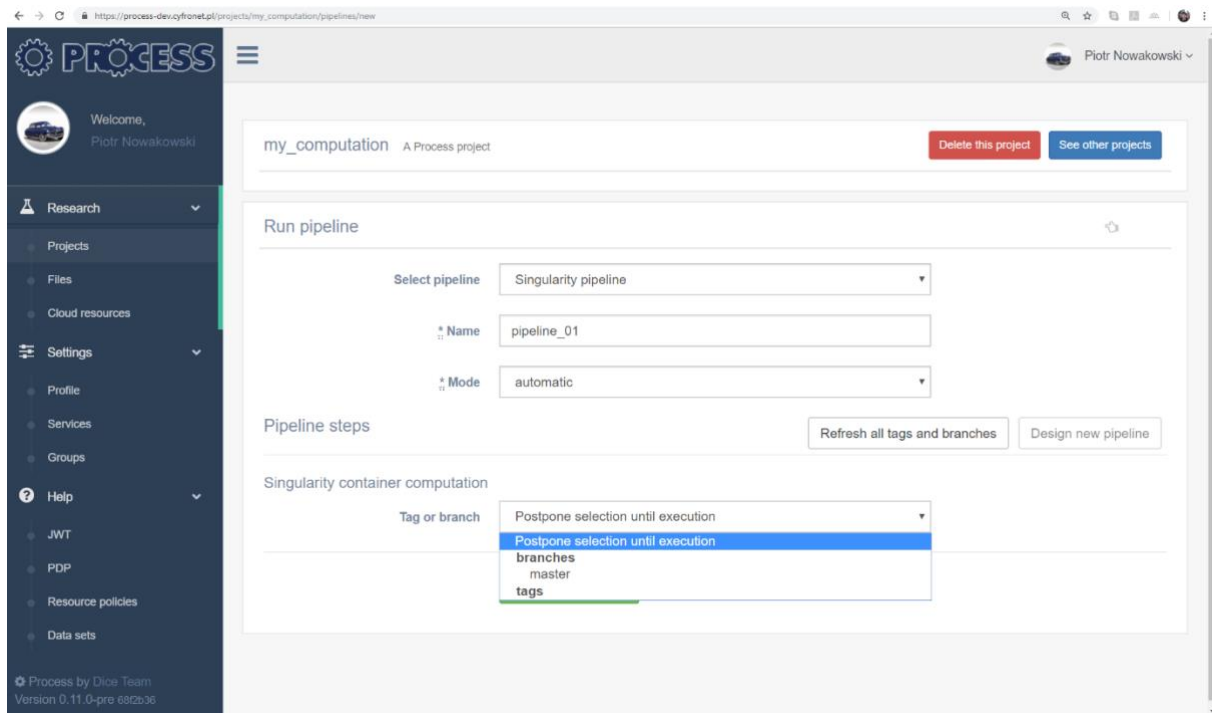 https://process-dev.cyfronet.pl/projects/my_computation/pipelines/new
PROCESS
Piotr Nowakowski
Welcome,
Piotr Nowakowski
my_computation A Process project
Delete this project
See other projects
Research
Projects
Files
Cloud resources
Settings
Profile
Services
Groups
Help
JWT
PDP
Resource policies
Data sets
Process by Dice Team
Version 0.11.0-pre 68f2b36
Run pipeline
Select pipeline Singularity pipeline
* Name pipeline_01
* Mode automatic
Pipeline steps Refresh all tags and branches Design new pipeline
Singularity container computation
Tag or branch Postpone selection until execution
Postpone selection until execution
branches
master
tags